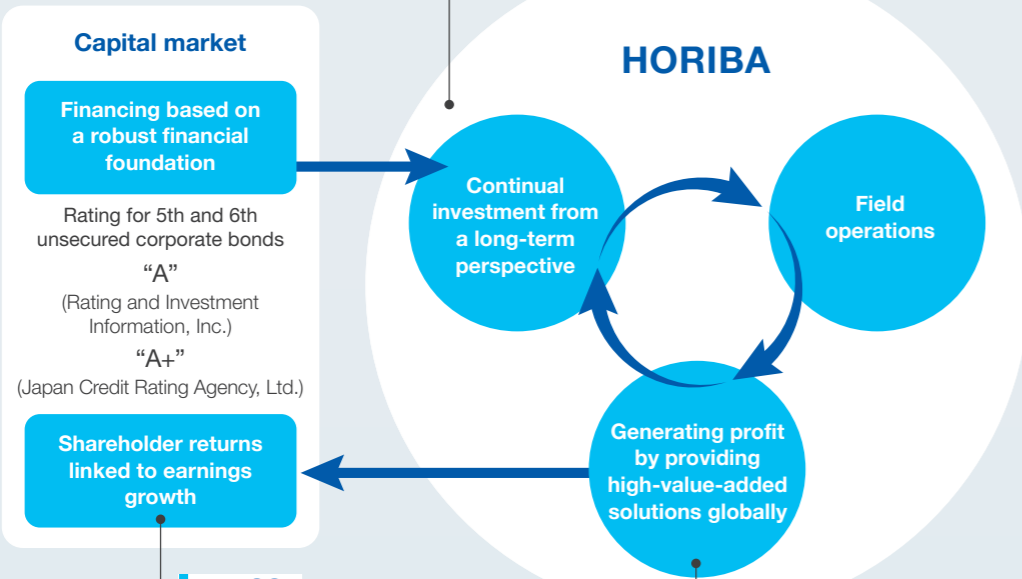 Capital market
Financing based on
a robust financial
foundation
Rating for 5th and 6th
unsecured corporate bonds
“A”
(Rating and Investment
Information, Inc.)
“A+”
(Japan Credit Rating Agency, Ltd.)
Shareholder returns
linked to earnings
growth
HORIBA
Continual
investment from
a long-term
perspective
Field
operations
Generating profit
by providing
high-value-added
solutions globally